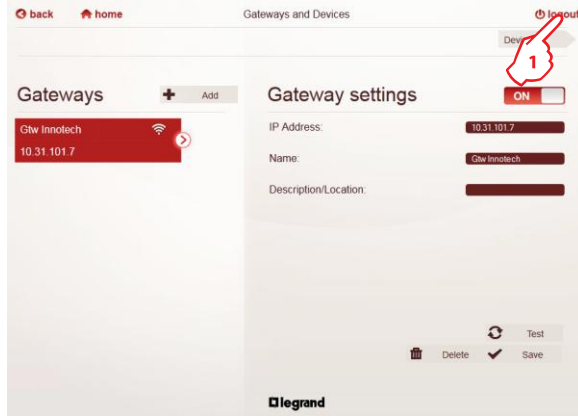 back home Gateways and Devices logout
1
Gateways Add Gateway settings ON
Gtw Innotech
10.31.101.7
IP Address: 10.31.101.7
Name: Gtw Innotech
Description/Location:
Test
Delete Save
legrand